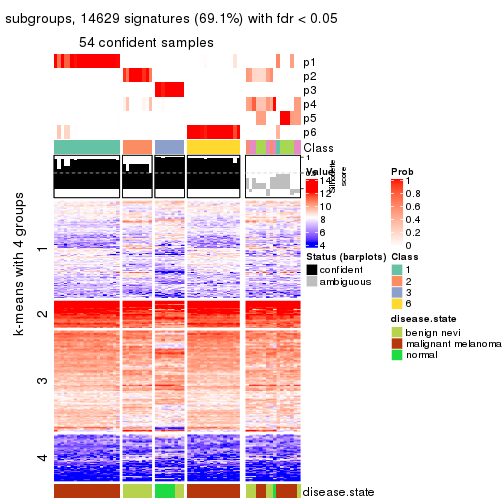 subgroups, 14629 signatures (69.1%) with fdr < 0.05
54 confident samples
p1
p2
p3
p4
p5
p6
Class
1
Silhouette
score
Value
14
12
10
8
6
4
Prob
1
0.8
0.6
0.4
0.2
0
Status (barplots)
confident
ambiguous
Class
1
2
3
6
disease.state
benign nevi
malignant melanoma
normal
k-means with 4 groups
1
2
3
4
disease.state